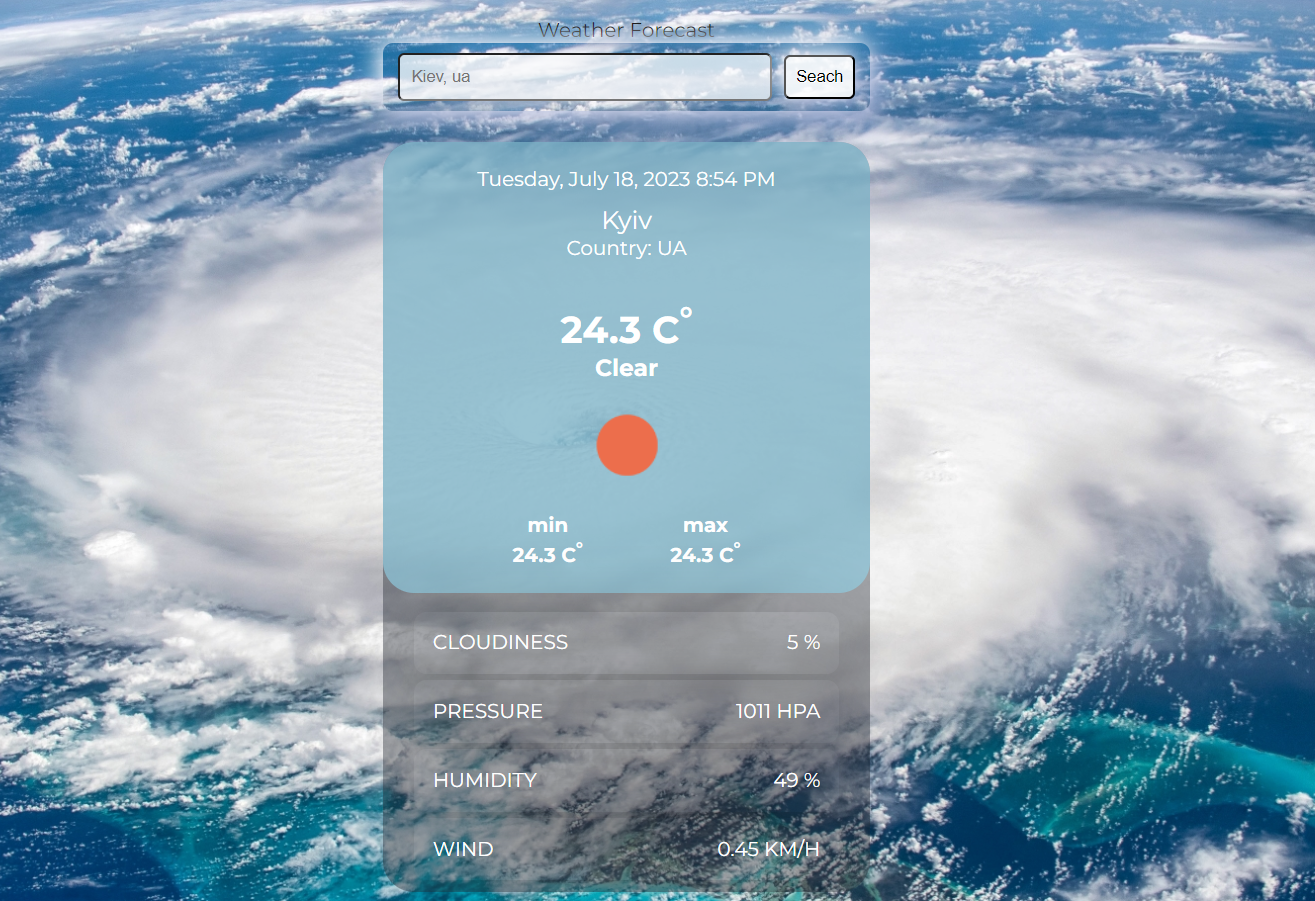 Weather Forecast
Kiev, ua Seach
Tuesday, July 18, 2023 8:54 PM
Kyiv
Country: UA
24.3 C°
Clear
min max
24.3 C° 24.3 C°
CLOUDINESS 5 %
PRESSURE 1011 HPA
HUMIDITY 49 %
WIND 0.45 KM/H